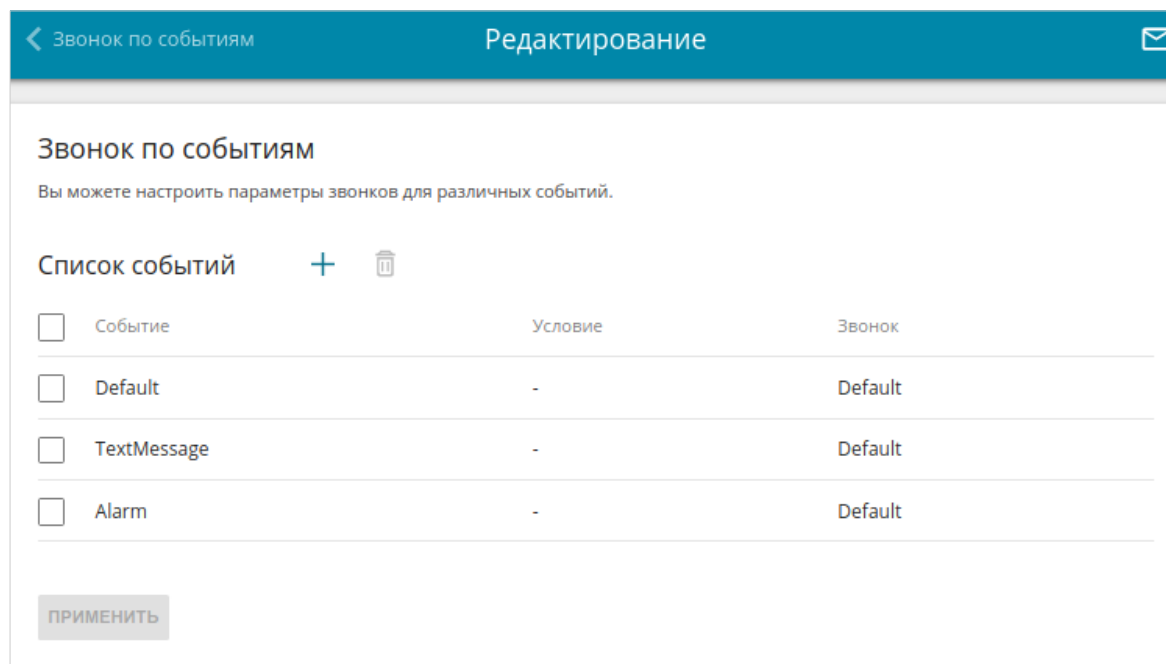 Звонок по событиям
Редактирование
Звонок по событиям
Вы можете настроить параметры звонков для различных событий.
Список событий
Событие Условие Звонок
Default - Default
TextMessage - Default
Alarm - Default
ПРИМЕНИТЬ